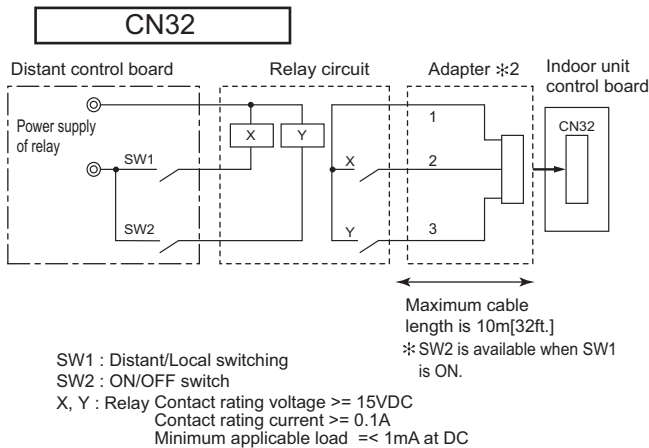 CN32
Distant control board
Relay circuit
Adapter ✻2
Indoor unit
control board
Power supply
of relay
X
Y
1
CN32
SW1
X
2
SW2
Y
3
Maximum cable
length is 10m[32ft.]
✻ SW2 is available when SW1
is ON.
SW1 : Distant/Local switching
SW2 : ON/OFF switch
X, Y : Relay Contact rating voltage >= 15VDC
Contact rating current >= 0.1A
Minimum applicable load =< 1mA at DC